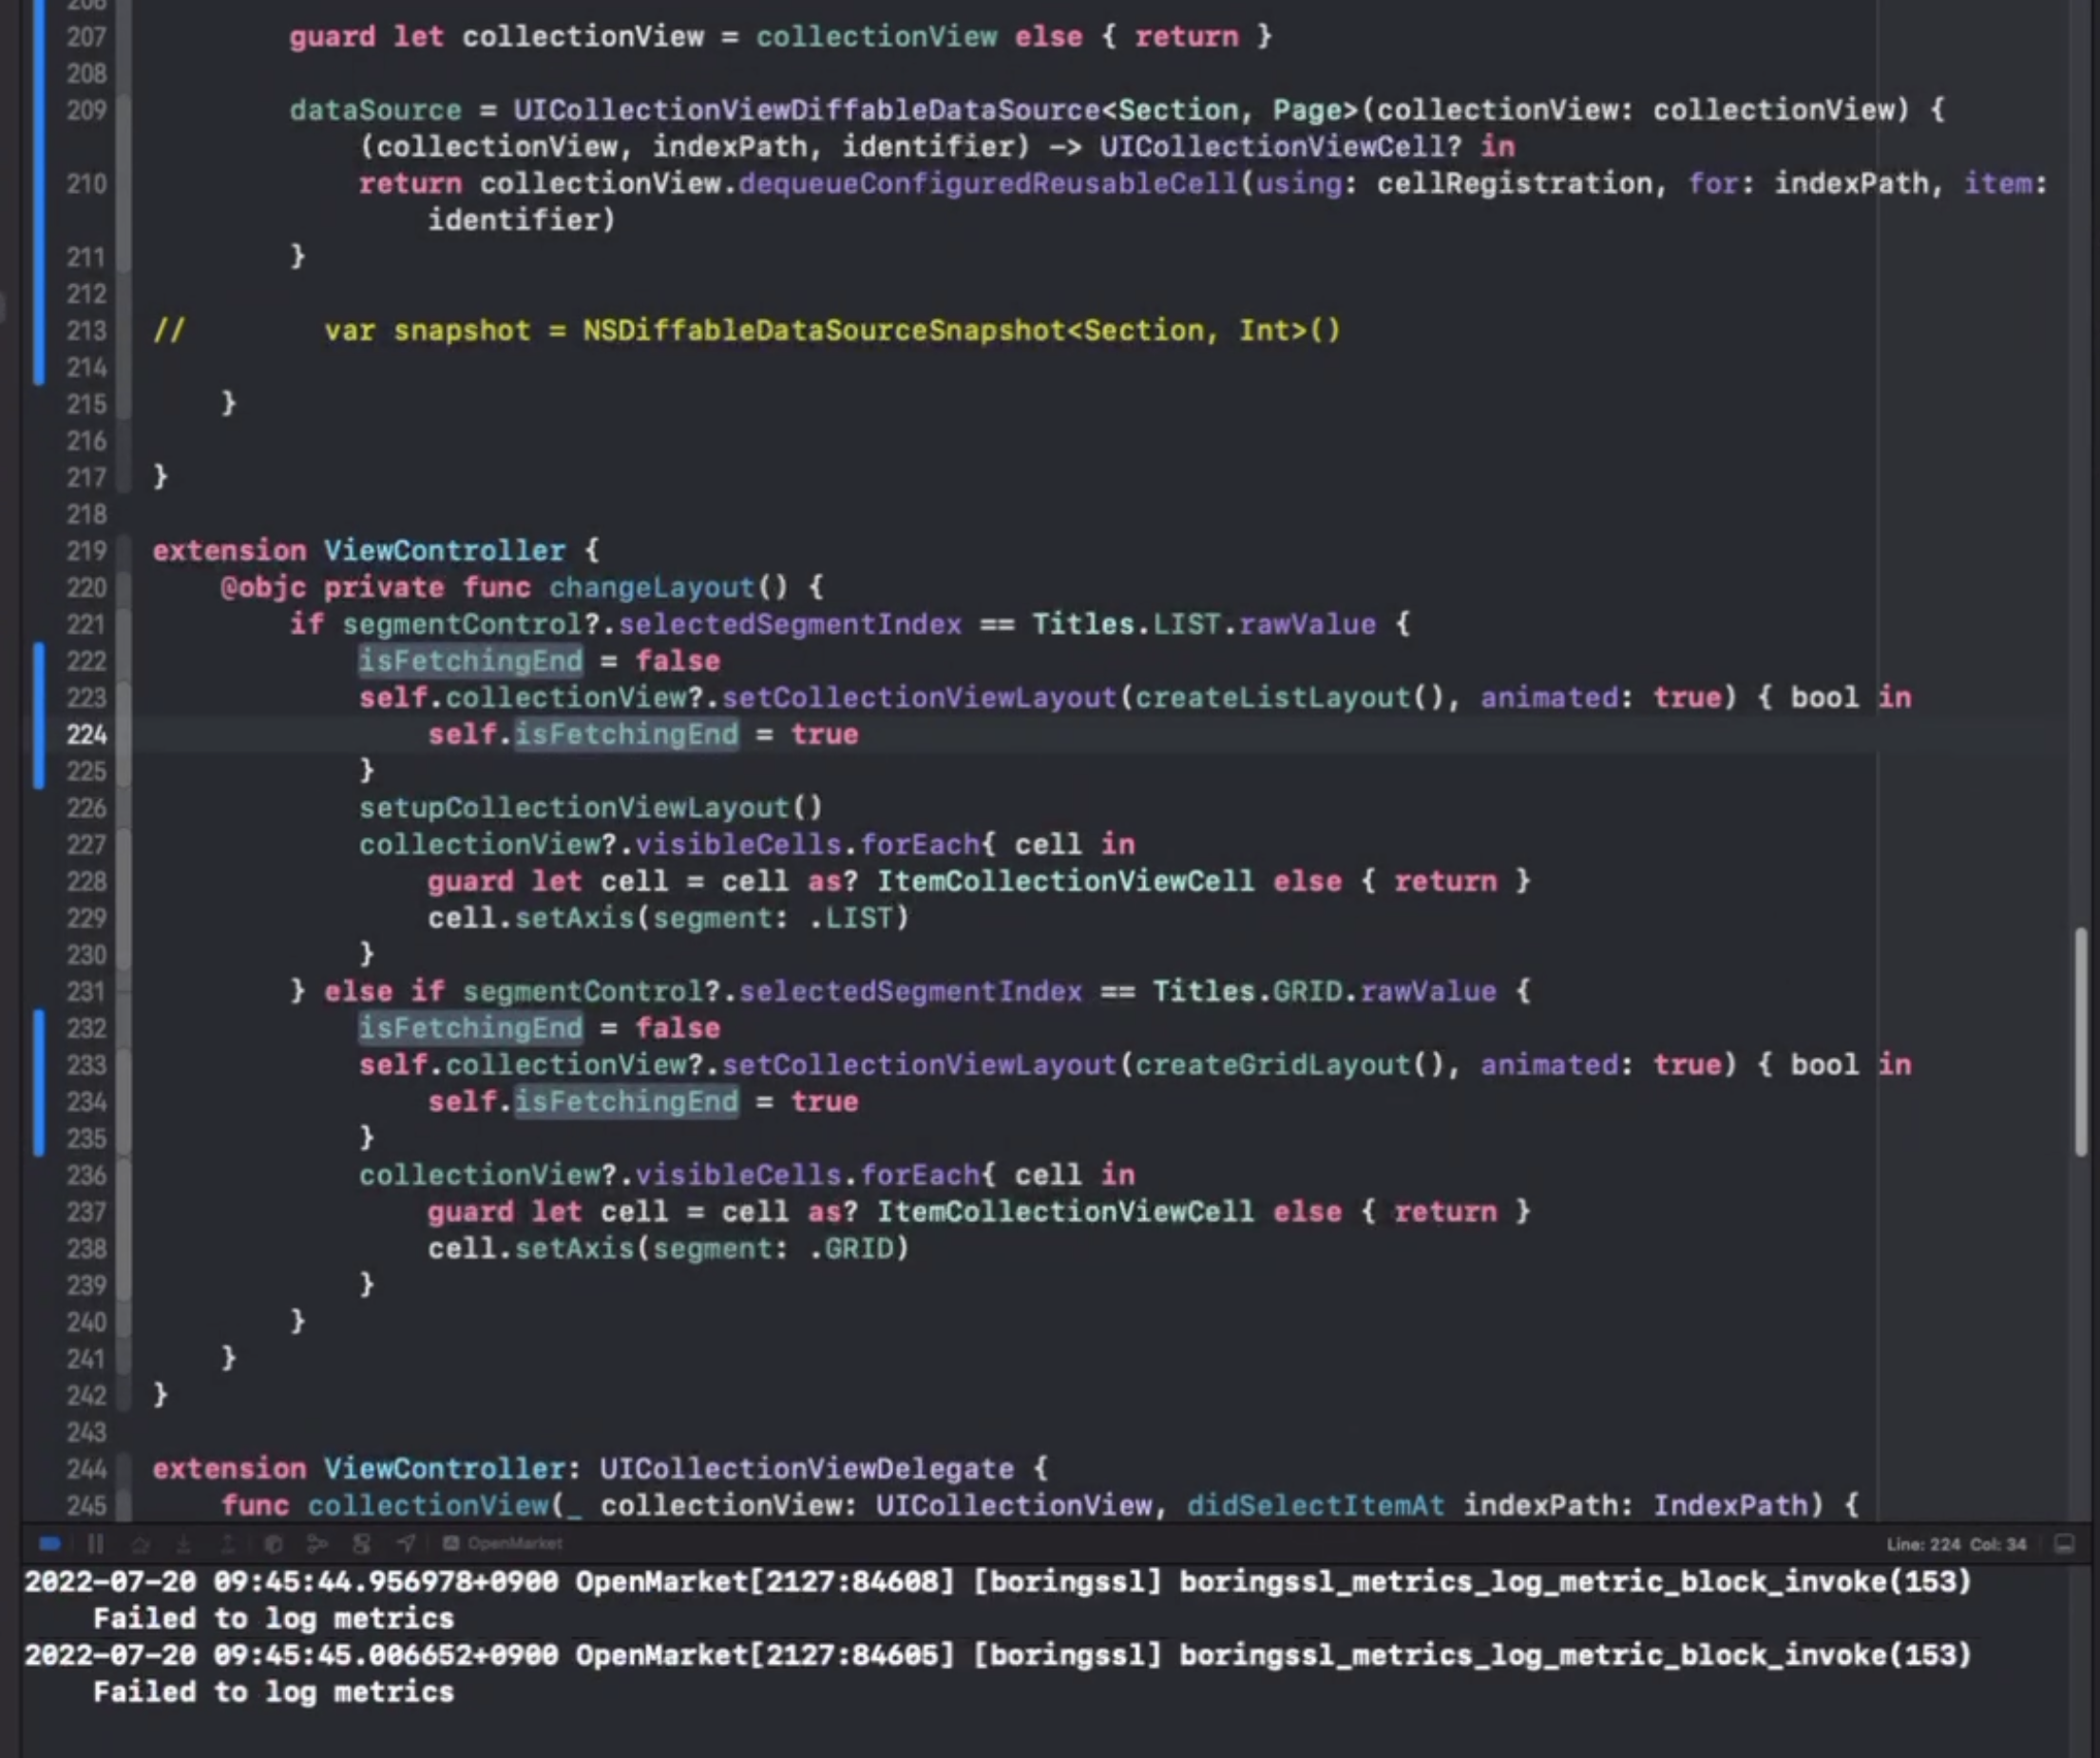 206
207 guard let collectionView = collectionView else { return }
208
209 dataSource = UICollectionViewDiffableDataSource<Section, Page>(collectionView: collectionView) {
(collectionView, indexPath, identifier) -> UICollectionViewCell? in
210 return collectionView.dequeueConfiguredReusableCell(using: cellRegistration, for: indexPath, item:
identifier)
211 }
212
213 // var snapshot = NSDiffableDataSourceSnapshot<Section, Int>()
214
215 }
216
217 }
218
219 extension ViewController {
220 @objc private func changeLayout() {
221 if segmentControl?.selectedSegmentIndex == Titles.LIST.rawValue {
222 isFetchingEnd = false
223 self.collectionView?.setCollectionViewLayout(createListLayout(), animated: true) { bool in
224 self.isFetchingEnd = true
225 }
226 setupCollectionViewLayout()
227 collectionView?.visibleCells.forEach{ cell in
228 guard let cell = cell as? ItemCollectionViewCell else { return }
229 cell.setAxis(segment: .LIST)
230 }
231 } else if segmentControl?.selectedSegmentIndex == Titles.GRID.rawValue {
232 isFetchingEnd = false
233 self.collectionView?.setCollectionViewLayout(createGridLayout(), animated: true) { bool in
234 self.isFetchingEnd = true
235 }
236 collectionView?.visibleCells.forEach{ cell in
237 guard let cell = cell as? ItemCollectionViewCell else { return }
238 cell.setAxis(segment: .GRID)
239 }
240 }
241 }
242 }
243
244 extension ViewController: UICollectionViewDelegate {
245 func collectionView(_ collectionView: UICollectionView, didSelectItemAt indexPath: IndexPath) {
OpenMarket
Line: 224 Col: 34
2022-07-20 09:45:44.956978+0900 OpenMarket[2127:84608] [boringssl] boringssl_metrics_log_metric_block_invoke(153)
Failed to log metrics
2022-07-20 09:45:45.006652+0900 OpenMarket[2127:84605] [boringssl] boringssl_metrics_log_metric_block_invoke(153)
Failed to log metrics